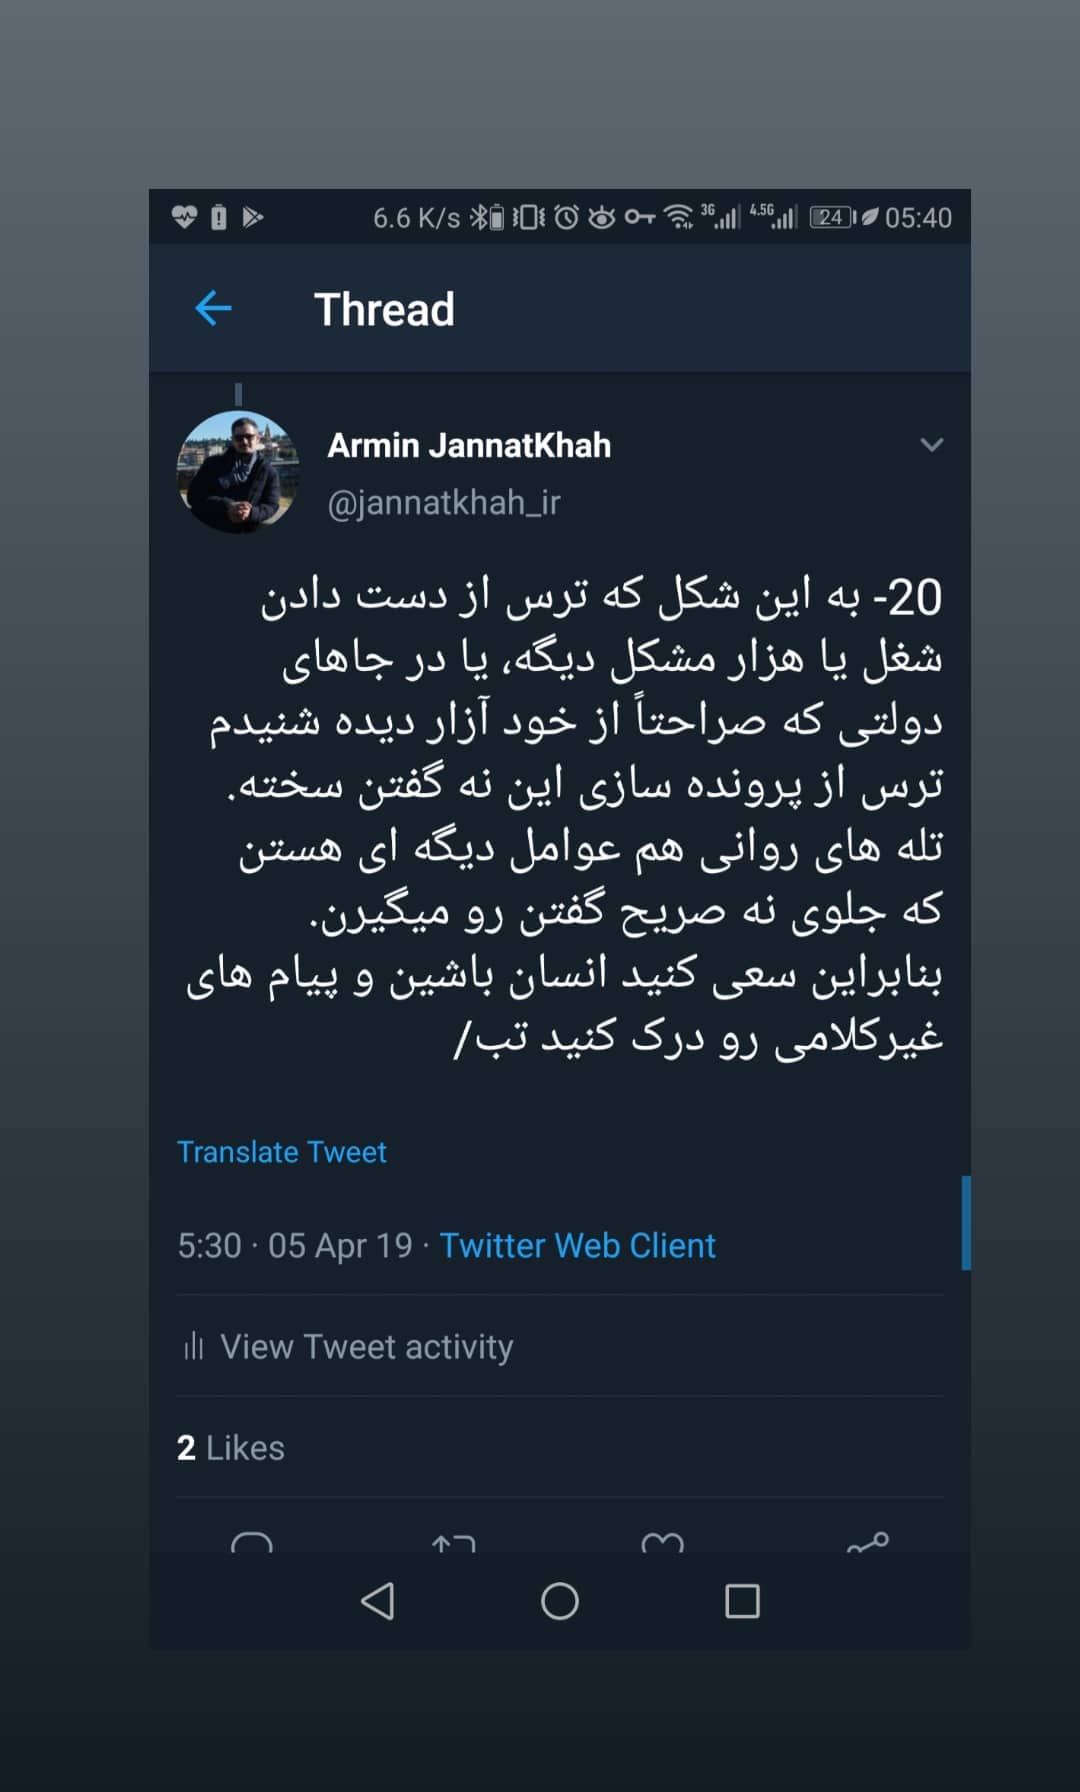 6.6 K/s 3G 4.5G 24 05:40
Thread
Armin JannatKhah
@jannatkhah_ir
20- به این شکل که ترس از دست دادن
شغل یا هزار مشکل دیگه، یا در جاهای
دولتی که صراحتاً از خود آزار دیده شنیدم
ترس از پرونده سازی این نه گفتن سخته.
تله های روانی هم عوامل دیگه ای هستن
که جلوی نه صریح گفتن رو میگیرن.
بنابراین سعی کنید انسان باشین و پیام های
غیرکلامی رو درک کنید تب/
Translate Tweet
5:30 · 05 Apr 19 · Twitter Web Client
View Tweet activity
2 Likes